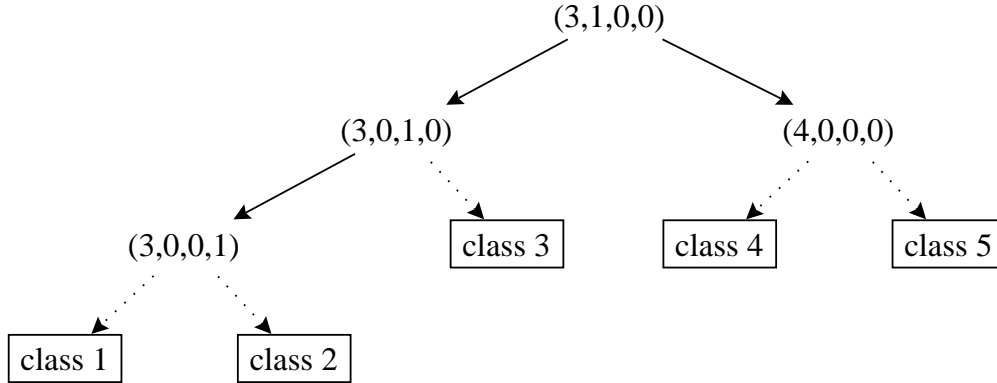 (3,1,0,0)
(3,0,1,0)
(4,0,0,0)
(3,0,0,1)
class 3
class 4
class 5
class 1
class 2